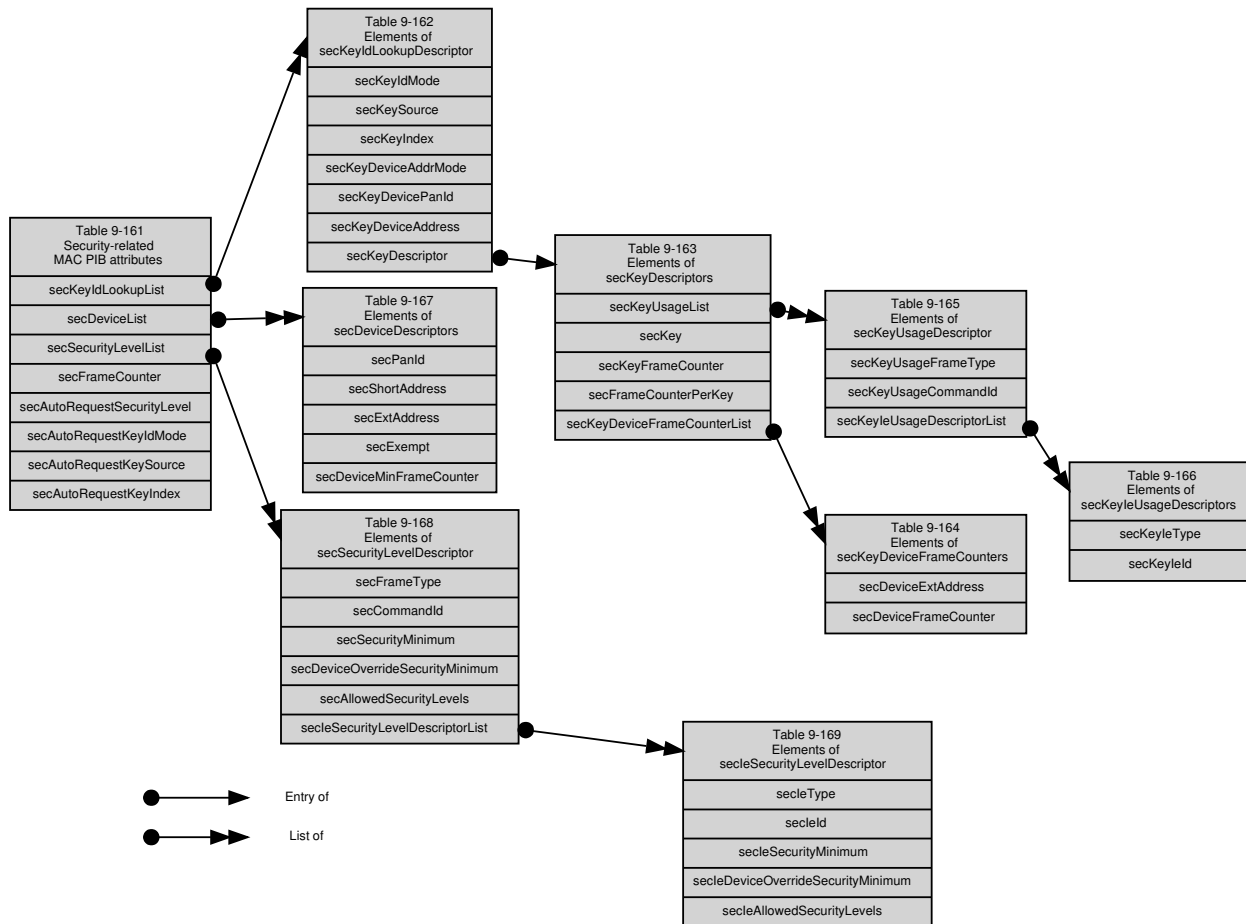 Table 9-162
Elements of
secKeyIdLookupDescriptor
secKeyIdMode
secKeySource
secKeyIndex
secKeyDeviceAddrMode
secKeyDevicePanId
secKeyDeviceAddress
secKeyDescriptor
Table 9-161
Security-related
MAC PIB attributes
secKeyIdLookupList
secDeviceList
secSecurityLevelList
secFrameCounter
secAutoRequestSecurityLevel
secAutoRequestKeyIdMode
secAutoRequestKeySource
secAutoRequestKeyIndex
Table 9-167
Elements of
secDeviceDescriptors
secPanId
secShortAddress
secExtAddress
secExempt
secDeviceMinFrameCounter
Table 9-163
Elements of
secKeyDescriptors
secKeyUsageList
secKey
secKeyFrameCounter
secFrameCounterPerKey
secKeyDeviceFrameCounterList
Table 9-165
Elements of
secKeyUsageDescriptor
secKeyUsageFrameType
secKeyUsageCommandId
secKeyIeUsageDescriptorList
Table 9-166
Elements of
secKeyIeUsageDescriptors
secKeyIeType
secKeyIeId
Table 9-164
Elements of
secKeyDeviceFrameCounters
secDeviceExtAddress
secDeviceFrameCounter
Table 9-168
Elements of
secSecurityLevelDescriptor
secFrameType
secCommandId
secSecurityMinimum
secDeviceOverrideSecurityMinimum
secAllowedSecurityLevels
secIeSecurityLevelDescriptorList
Table 9-169
Elements of
secIeSecurityLevelDescriptor
secIeType
secIeId
secIeSecurityMinimum
secIeDeviceOverrideSecurityMinimum
secIeAllowedSecurityLevels
Entry of
List of